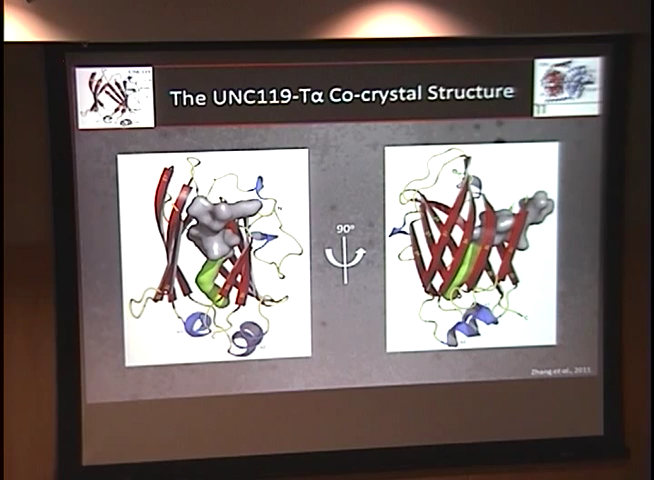 The UNC119-Tα Co-crystal Structure
90°
Zhang et al., 2011